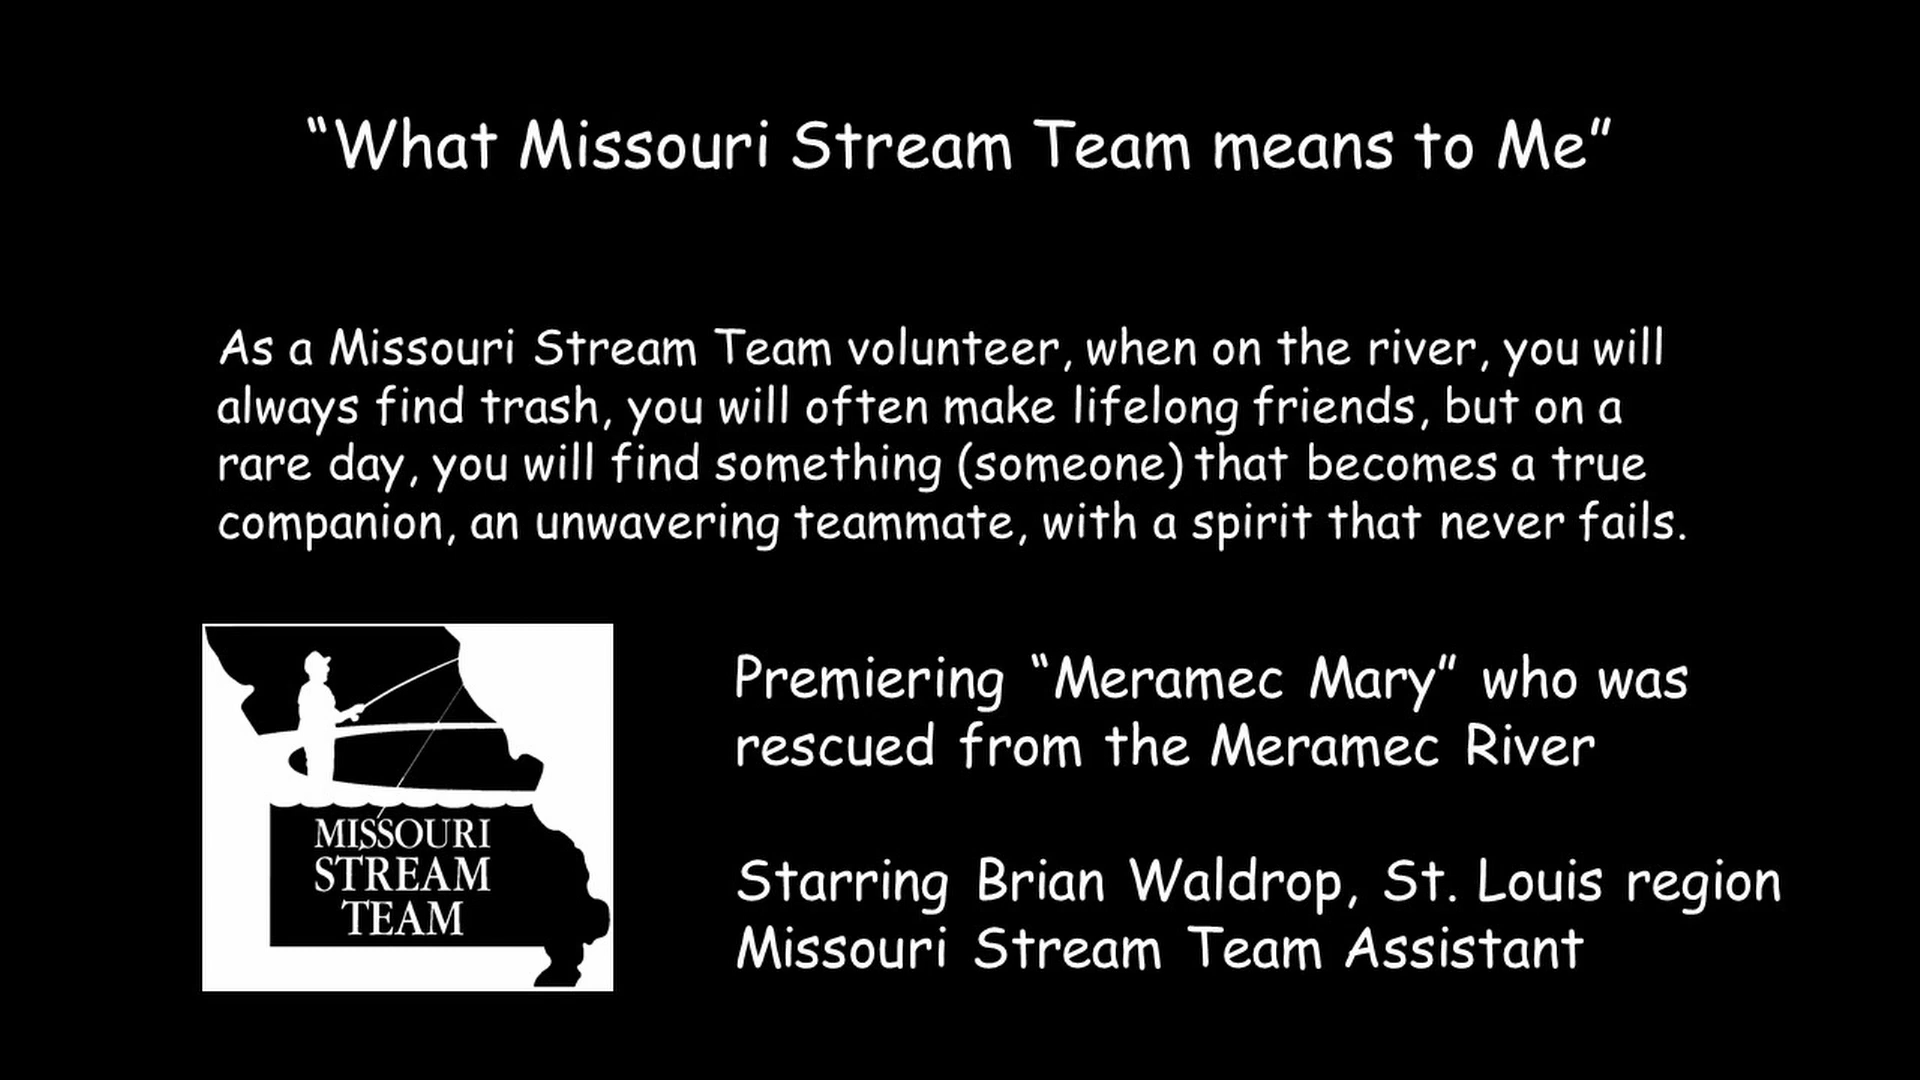 “What Missouri Stream Team means to Me”
As a Missouri Stream Team volunteer, when on the river, you will
always find trash, you will often make lifelong friends, but on a
rare day, you will find something (someone) that becomes a true
companion, an unwavering teammate, with a spirit that never fails.
MISSOURI
STREAM
TEAM
Premiering “Meramec Mary” who was
rescued from the Meramec River
Starring Brian Waldrop, St. Louis region
Missouri Stream Team Assistant